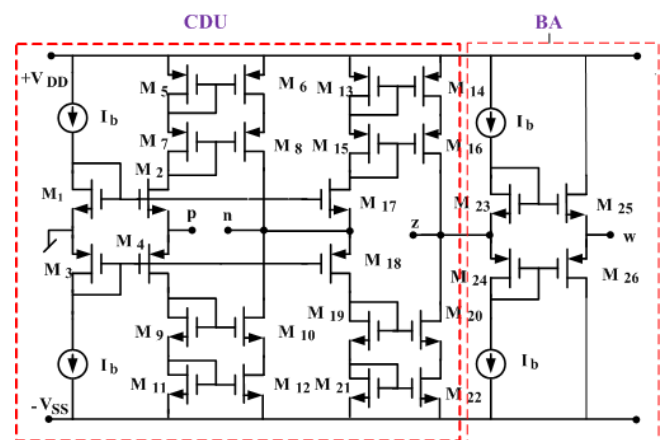 CDU
BA
+V DD
M 5
M 6
M 13
M 14
I b
I b
M 7
M 8
M 15
M 16
M 2
M 1
M 17
M 23
M 25
p
n
z
w
M 4
M 3
M 18
M 24
M 26
M 19
M 20
M 9
M 10
I b
I b
M 11
M 12
M 21
M 22
-V SS